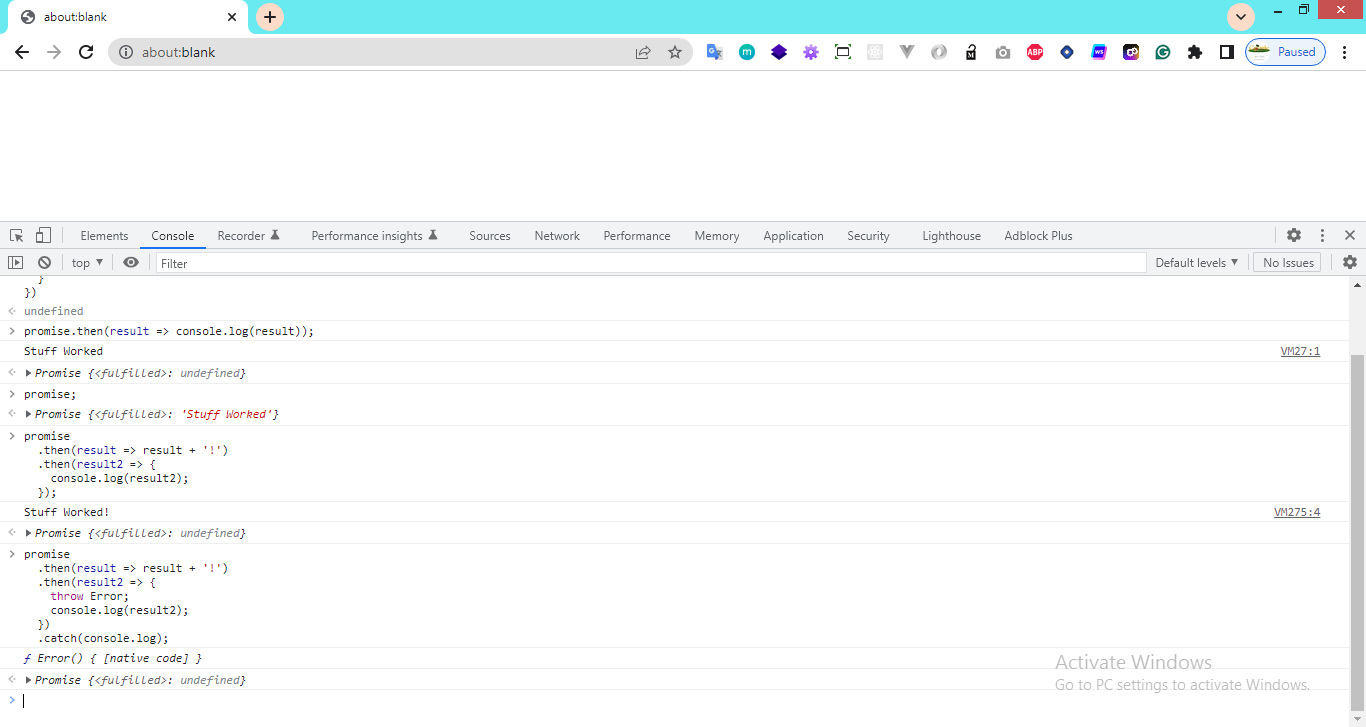 about:blank
about:blank
m
M
ABP
WS
G
Paused
Elements Console Recorder Performance insights Sources Network Performance Memory Application Security Lighthouse Adblock Plus
top ▼ Filter Default levels ▼ No Issues
}
})
undefined
promise.then(result => console.log(result));
Stuff Worked VM27:1
Promise {<fulfilled>: undefined}
promise;
Promise {<fulfilled>: 'Stuff Worked'}
promise
.then(result => result + '!')
.then(result2 => {
console.log(result2);
});
Stuff Worked! VM275:4
Promise {<fulfilled>: undefined}
promise
.then(result => result + '!')
.then(result2 => {
throw Error;
console.log(result2);
})
.catch(console.log);
ƒ Error() { [native code] }
Promise {<fulfilled>: undefined}
Activate Windows
Go to PC settings to activate Windows.